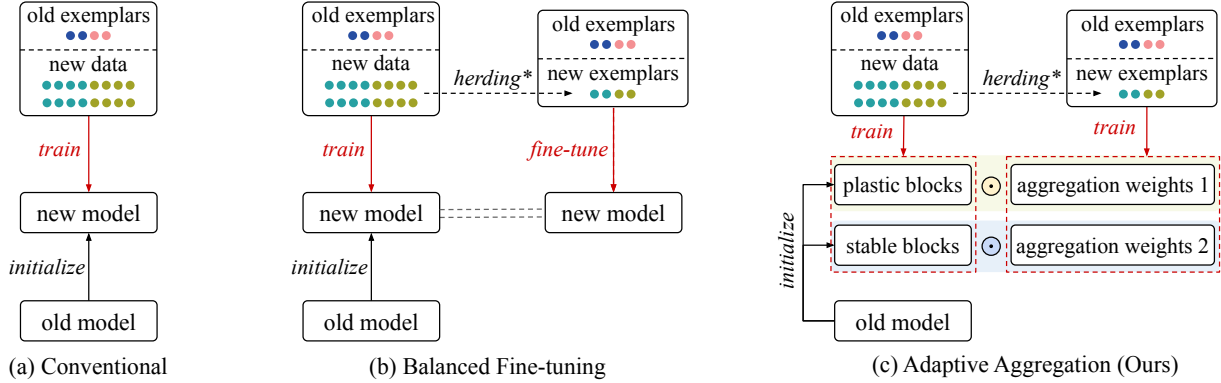 old exemplars
new data
train
new model
initialize
old model
(a) Conventional
old exemplars
new data
herding*
old exemplars
new exemplars
train
fine-tune
new model
new model
initialize
old model
(b) Balanced Fine-tuning
old exemplars
new data
herding*
old exemplars
new exemplars
train
train
plastic blocks
aggregation weights 1
stable blocks
aggregation weights 2
initialize
old model
(c) Adaptive Aggregation (Ours)